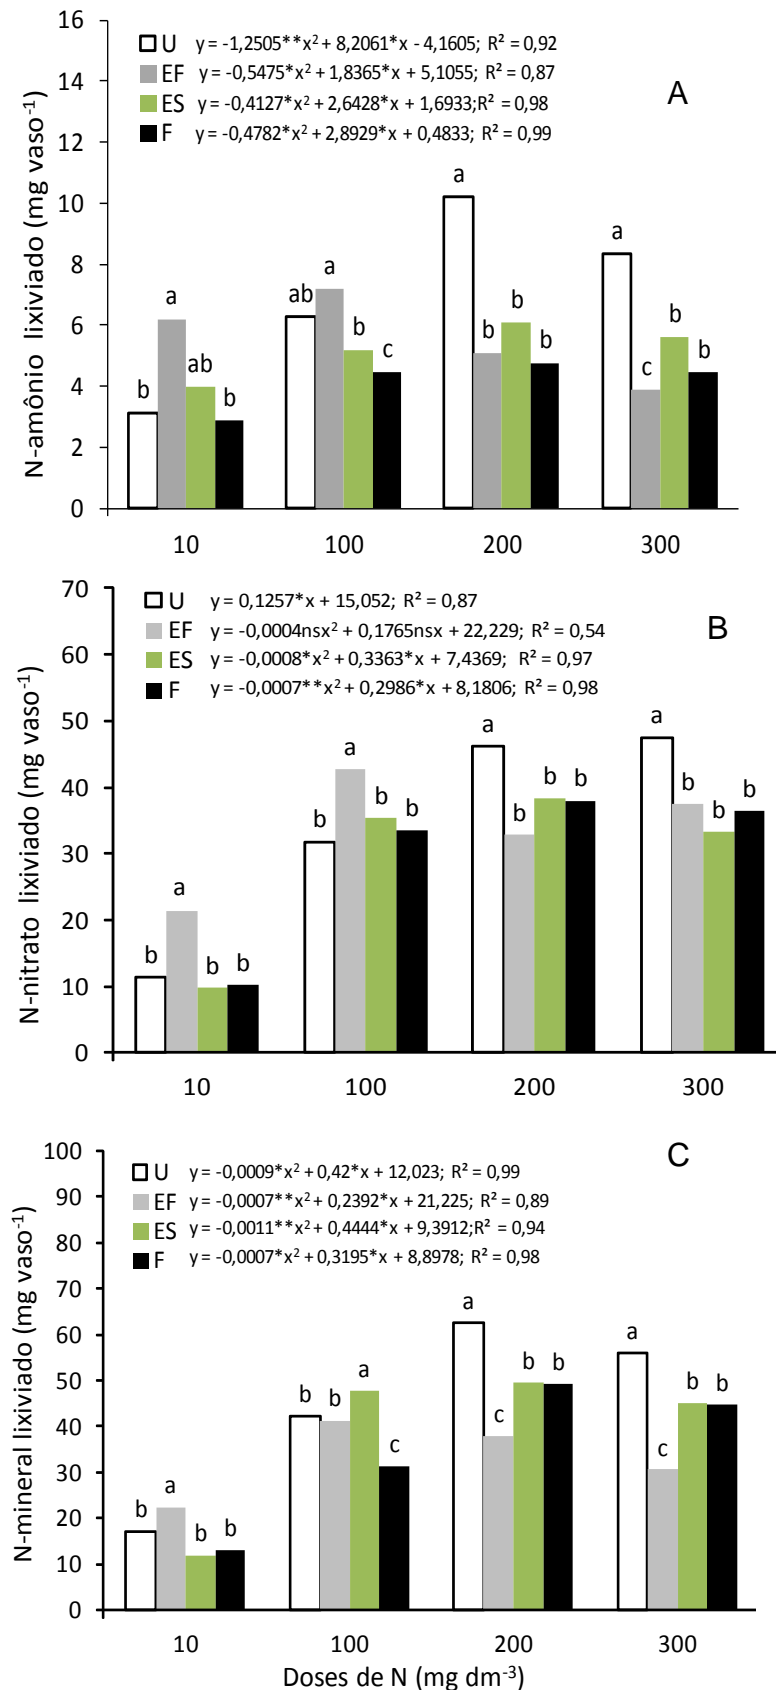 16
14
12
10
8
6
4
2
0
N-amônio lixiviado (mg vaso⁻¹)
U y = -1,2505**x² + 8,2061*x - 4,1605; R² = 0,92
EF y = -0,5475*x² + 1,8365*x + 5,1055; R² = 0,87
ES y = -0,4127*x² + 2,6428*x + 1,6933;R² = 0,98
F y = -0,4782*x² + 2,8929*x + 0,4833; R² = 0,99
A
b a ab b
ab a b c
a b b b
a c b b
10 100 200 300
70
60
50
40
30
20
10
0
N-nitrato lixiviado (mg vaso⁻¹)
U y = 0,1257*x + 15,052; R² = 0,87
EF y = -0,0004nsx² + 0,1765nsx + 22,229; R² = 0,54
ES y = -0,0008*x² + 0,3363*x + 7,4369; R² = 0,97
F y = -0,0007**x² + 0,2986*x + 8,1806; R² = 0,98
B
b a b b
b a b b
a b b b
a b b b
10 100 200 300
100
90
80
70
60
50
40
30
20
10
0
N-mineral lixiviado (mg vaso⁻¹)
U y = -0,0009*x² + 0,42*x + 12,023; R² = 0,99
EF y = -0,0007**x² + 0,2392*x + 21,225; R² = 0,89
ES y = -0,0011**x² + 0,4444*x + 9,3912;R² = 0,94
F y = -0,0007*x² + 0,3195*x + 8,8978; R² = 0,98
C
b a b b
b b a c
a c b b
a c b b
10 100 200 300
Doses de N (mg dm⁻³)